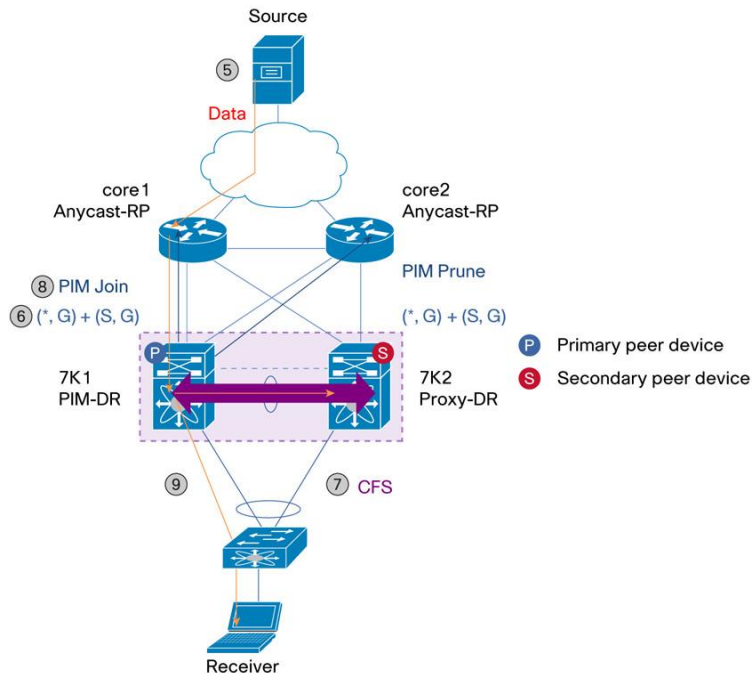 Source
5
Data
core1
Anycast-RP
core2
Anycast-RP
8 PIM Join
PIM Prune
6 (*, G) + (S, G)
(*, G) + (S, G)
P
S
P Primary peer device
S Secondary peer device
7K1
PIM-DR
7K2
Proxy-DR
9
7 CFS
Receiver